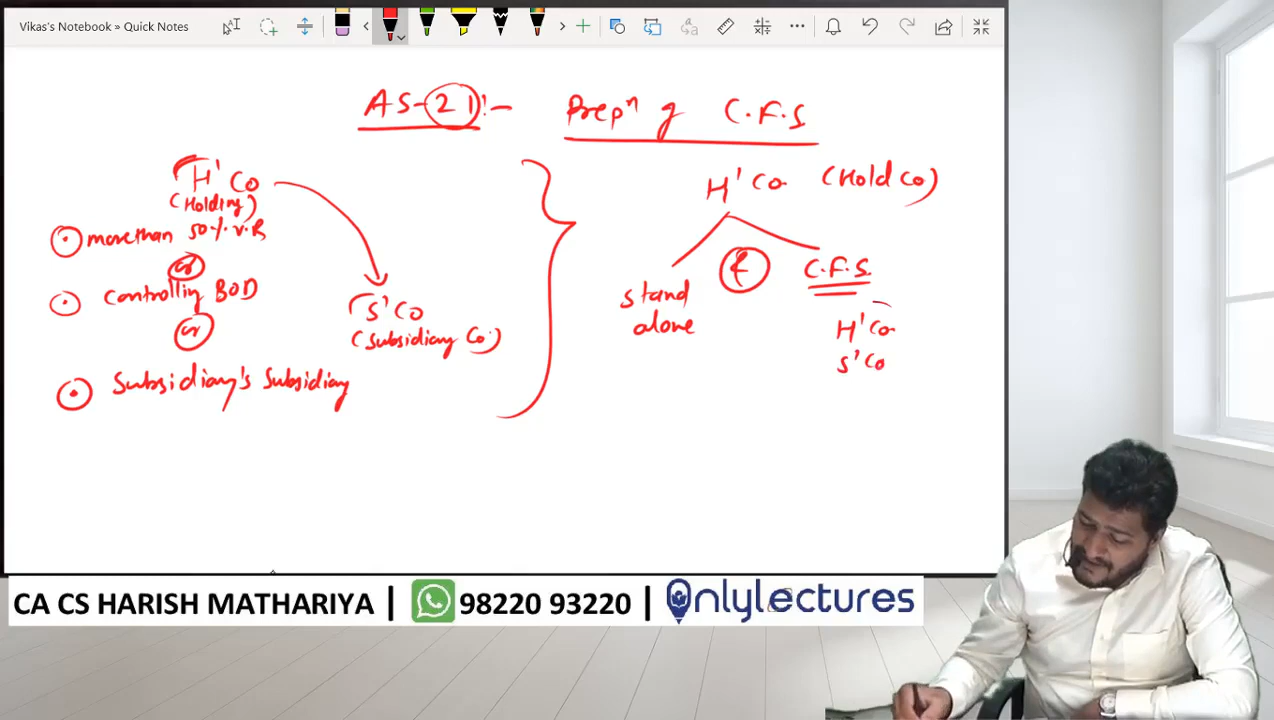 Vikas's Notebook » Quick Notes
AS-21:- Prepⁿ of C.F.S
H' Co
(Holding)
more than 50% V.R
or
Controlling BOD
or
Subsidiary's Subsidiary
S' Co
(Subsidiary Co)
H' Co (Hold Co)
stand
alone
&
C.F.S.
H' Co
S' Co
CA CS HARISH MATHARIYA | 98220 93220 | Onlylectures